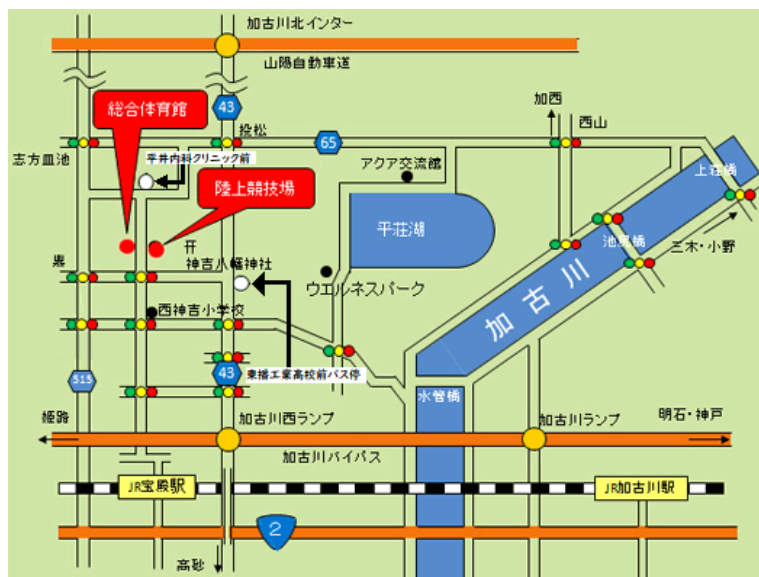 加古川北インター
山陽自動車道
総合体育館
43
加西
投松
65
西山
志方皿池
平井内科クリニック前
アクア交流館
上荘橋
陸上競技場
平荘湖
池尻橋
三木・小野
神吉八幡神社
ウエルネスパーク
加古川
西神吉小学校
515
43
東播工業高校前バス停
水管橋
姫路
加古川西ランプ
加古川ランプ
明石・神戸
加古川バイパス
JR宝殿駅
JR加古川駅
2
高砂